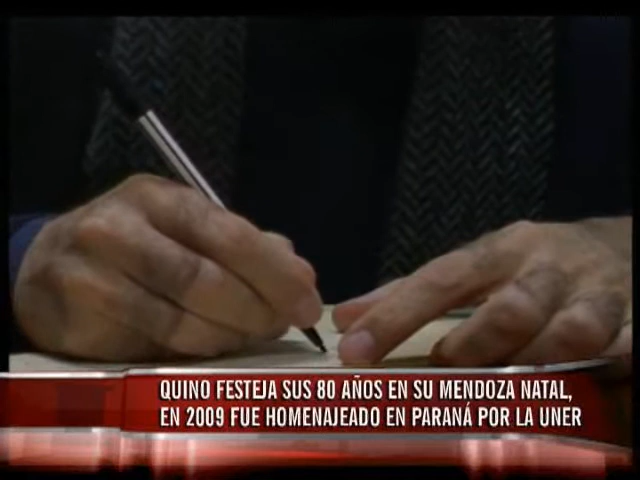 QUINO FESTEJA SUS 80 AÑOS EN SU MENDOZA NATAL,
EN 2009 FUE HOMENAJEADO EN PARANÁ POR LA UNER